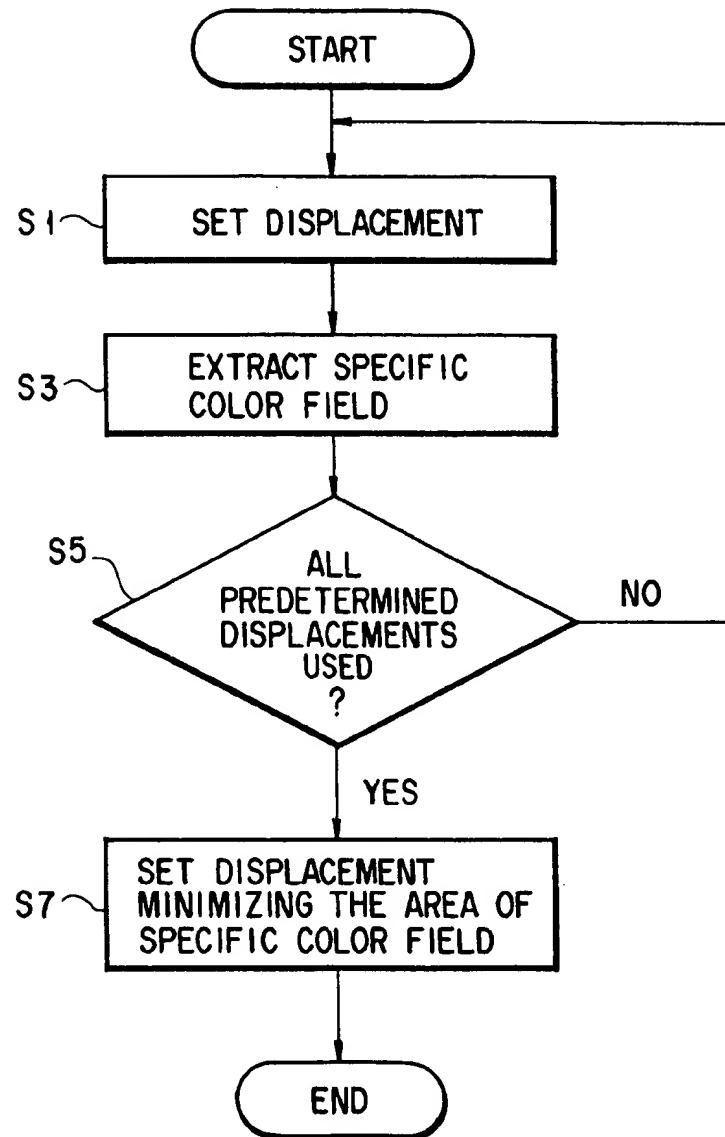 START
S1
SET DISPLACEMENT
S3
EXTRACT SPECIFIC
COLOR FIELD
S5
ALL
PREDETERMINED
DISPLACEMENTS
USED
?
NO
YES
S7
SET DISPLACEMENT
MINIMIZING THE AREA OF
SPECIFIC COLOR FIELD
END